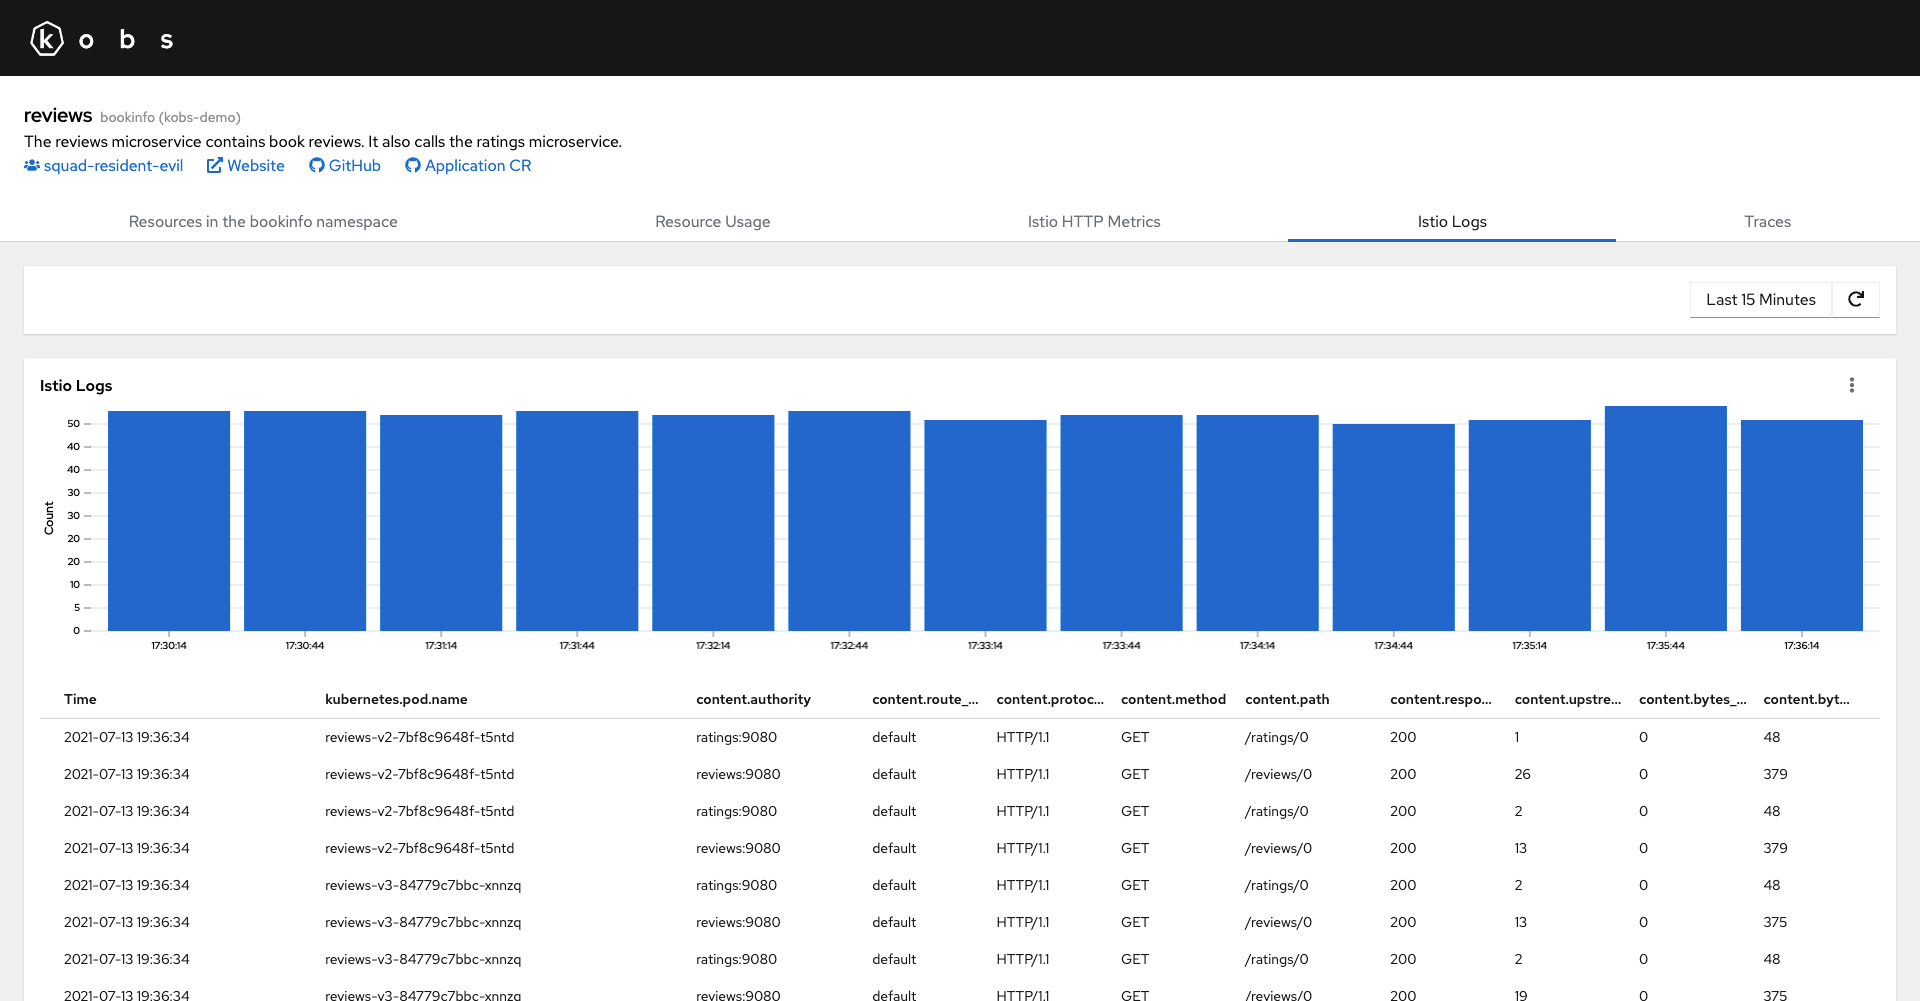 k o b s
reviews bookinfo (kobs-demo)
The reviews microservice contains book reviews. It also calls the ratings microservice.
squad-resident-evil Website GitHub Application CR
Resources in the bookinfo namespace Resource Usage Istio HTTP Metrics Istio Logs Traces
Last 15 Minutes
Istio Logs
50
40
40
30
30
20
20
10
5
0
Count
17:30:14 17:30:44 17:31:14 17:31:44 17:32:14 17:32:44 17:33:14 17:33:44 17:34:14 17:34:44 17:35:14 17:35:44 17:36:14
Time kubernetes.pod.name content.authority content.route_... content.protoc... content.method content.path content.respo... content.upstre... content.bytes_... content.byt...
2021-07-13 19:36:34 reviews-v2-7bf8c9648f-t5ntd ratings:9080 default HTTP/1.1 GET /ratings/0 200 1 0 48
2021-07-13 19:36:34 reviews-v2-7bf8c9648f-t5ntd reviews:9080 default HTTP/1.1 GET /reviews/0 200 26 0 379
2021-07-13 19:36:34 reviews-v2-7bf8c9648f-t5ntd ratings:9080 default HTTP/1.1 GET /ratings/0 200 2 0 48
2021-07-13 19:36:34 reviews-v2-7bf8c9648f-t5ntd reviews:9080 default HTTP/1.1 GET /reviews/0 200 13 0 379
2021-07-13 19:36:34 reviews-v3-84779c7bbc-xnnzq ratings:9080 default HTTP/1.1 GET /ratings/0 200 2 0 48
2021-07-13 19:36:34 reviews-v3-84779c7bbc-xnnzq reviews:9080 default HTTP/1.1 GET /reviews/0 200 13 0 375
2021-07-13 19:36:34 reviews-v3-84779c7bbc-xnnzq ratings:9080 default HTTP/1.1 GET /ratings/0 200 2 0 48
2021-07-13 19:36:34 reviews-v3-84779c7bbc-xnnzq reviews:9080 default HTTP/1.1 GET /reviews/0 200 19 0 375